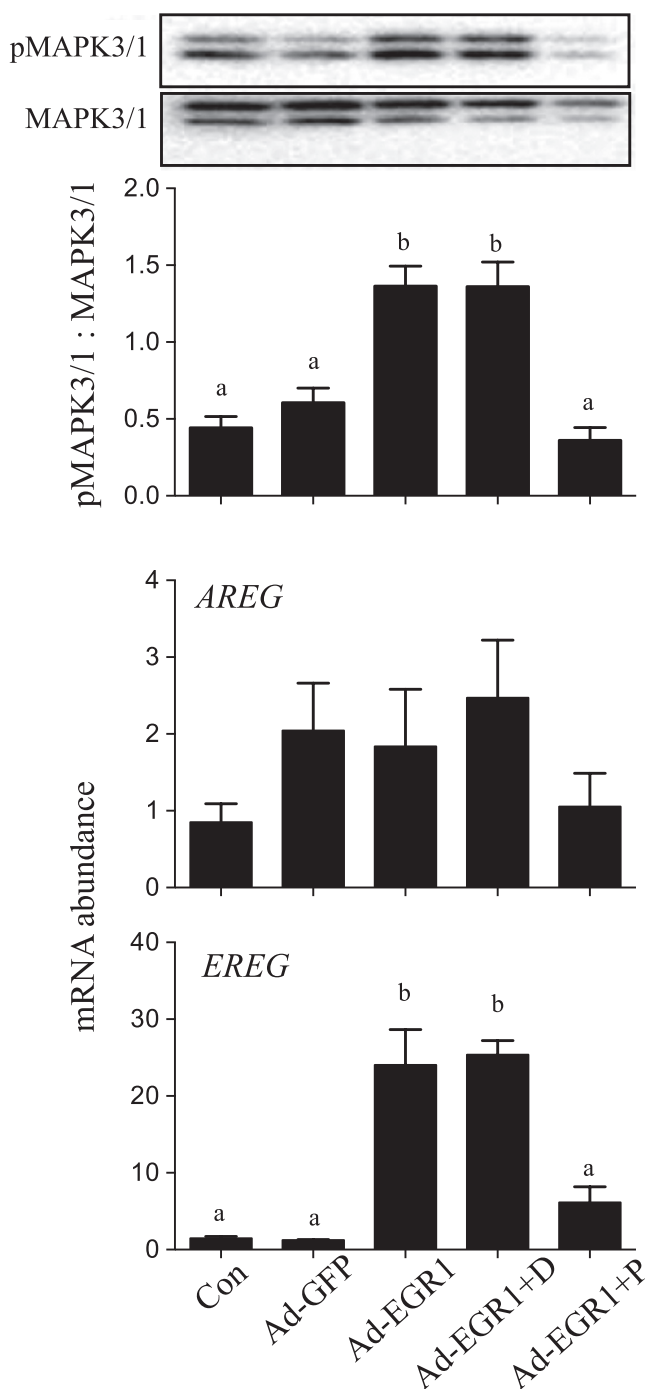 pMAPK3/1
MAPK3/1
pMAPK3/1 : MAPK3/1
2.0
1.5
1.0
0.5
0.0
a
a
b
b
a
mRNA abundance
AREG
4
3
2
1
0
EREG
40
30
20
10
0
a
a
b
b
a
Con
Ad-GFP
Ad-EGR1
Ad-EGR1+D
Ad-EGR1+P